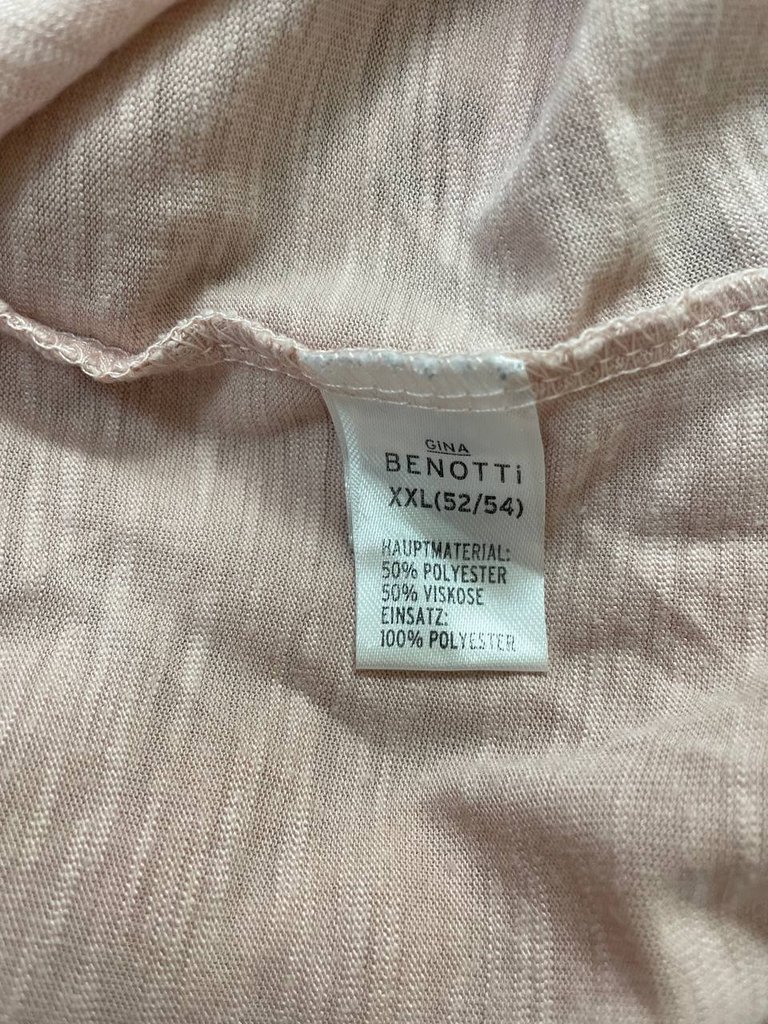 GiNA
BENOTTi
XXL(52/54)
HAUPTMATERIAL:
50% POLYESTER
50% VISKOSE
EINSATZ:
100% POLYESTER